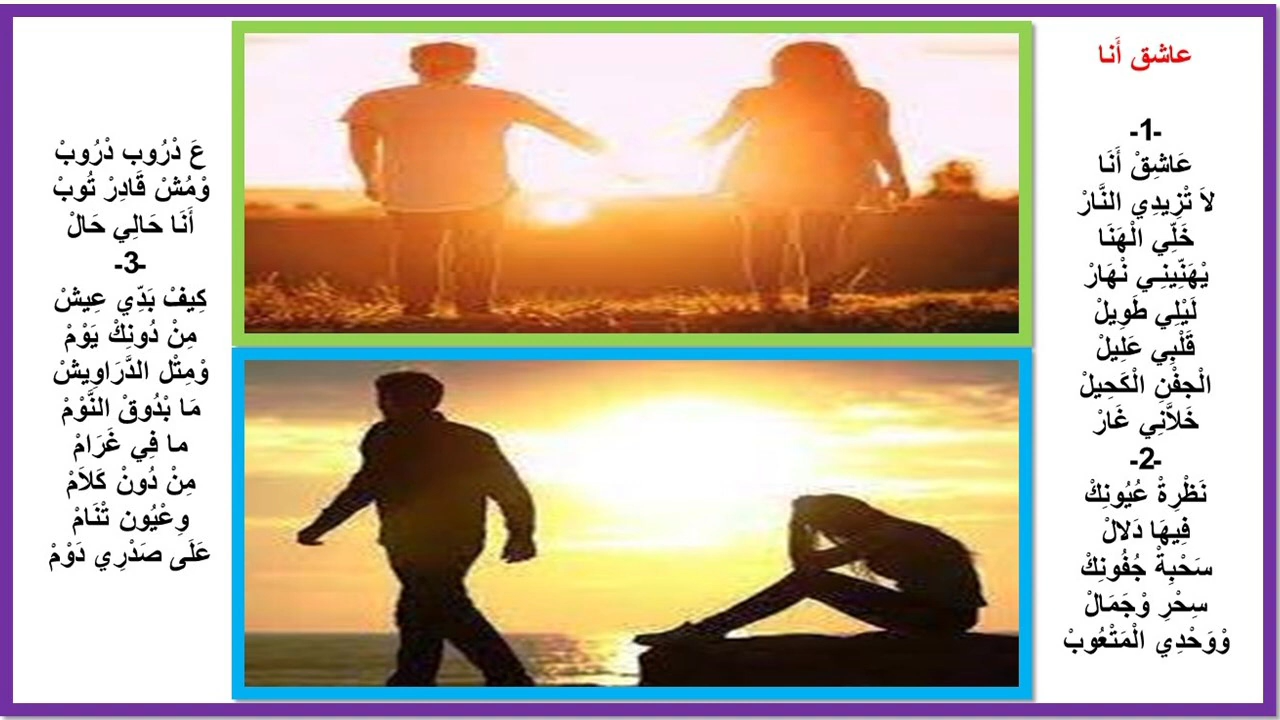 عاشق أَنا
-1-
عَاشِقْ أَنَا
لاَ تْزِيدِي النَّارْ
خَلِّي الْهَنَا
يْهَنِّينِي نْهَارْ
لَيْلِي طَوِيلْ
قَلْبِي عَلِيلْ
الْجِفْنِ الْكَحِيلْ
خَلاَّنِي غَارْ
-2-
نَظْرِةْ عُيُونِكْ
فِيهَا دَلالْ
سَحْبِةْ جُفُونِكْ
سِحْرِ وْجَمَالْ
وْوَحْدِي الْمَتْعُوبْ
عَ دْرُوب دْرُوبْ
وْمُشْ قَادِرْ تُوبْ
أَنَا حَالِي حَالْ
-3-
كِيفْ بَدِّي عِيشْ
مِنْ دُونِكْ يَوْمْ
وْمِتْل الدَّرَاوِيشْ
مَا بْدُوقْ النَّوْمْ
ما فِي غَرَامْ
مِنْ دُونْ كَلاَمْ
وِعْيُون تْنَامْ
عَلَى صَدْرِي دَوْمْ